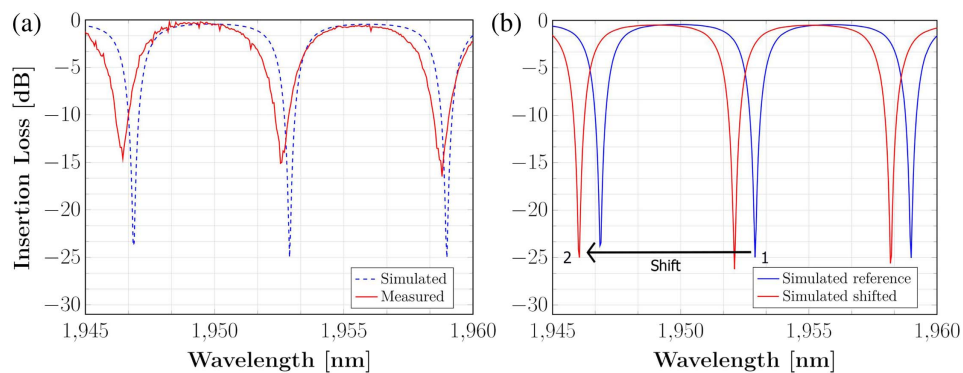 (a)
Insertion Loss [dB]
0
−5
−10
−15
−20
−25
−30
Simulated
Measured
1,945
1,950
1,955
1,960
Wavelength [nm]
(b)
0
−5
−10
−15
−20
−25
−30
2
1
Shift
Simulated reference
Simulated shifted
1,945
1,950
1,955
1,960
Wavelength [nm]